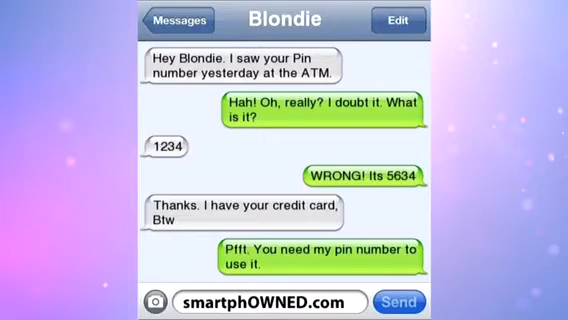 Messages
Blondie
Edit
Hey Blondie. I saw your Pin
number yesterday at the ATM.
Hah! Oh, really? I doubt it. What
is it?
1234
WRONG! Its 5634
Thanks. I have your credit card,
Btw
Pfft. You need my pin number to
use it.
smartphOWNED.com
Send